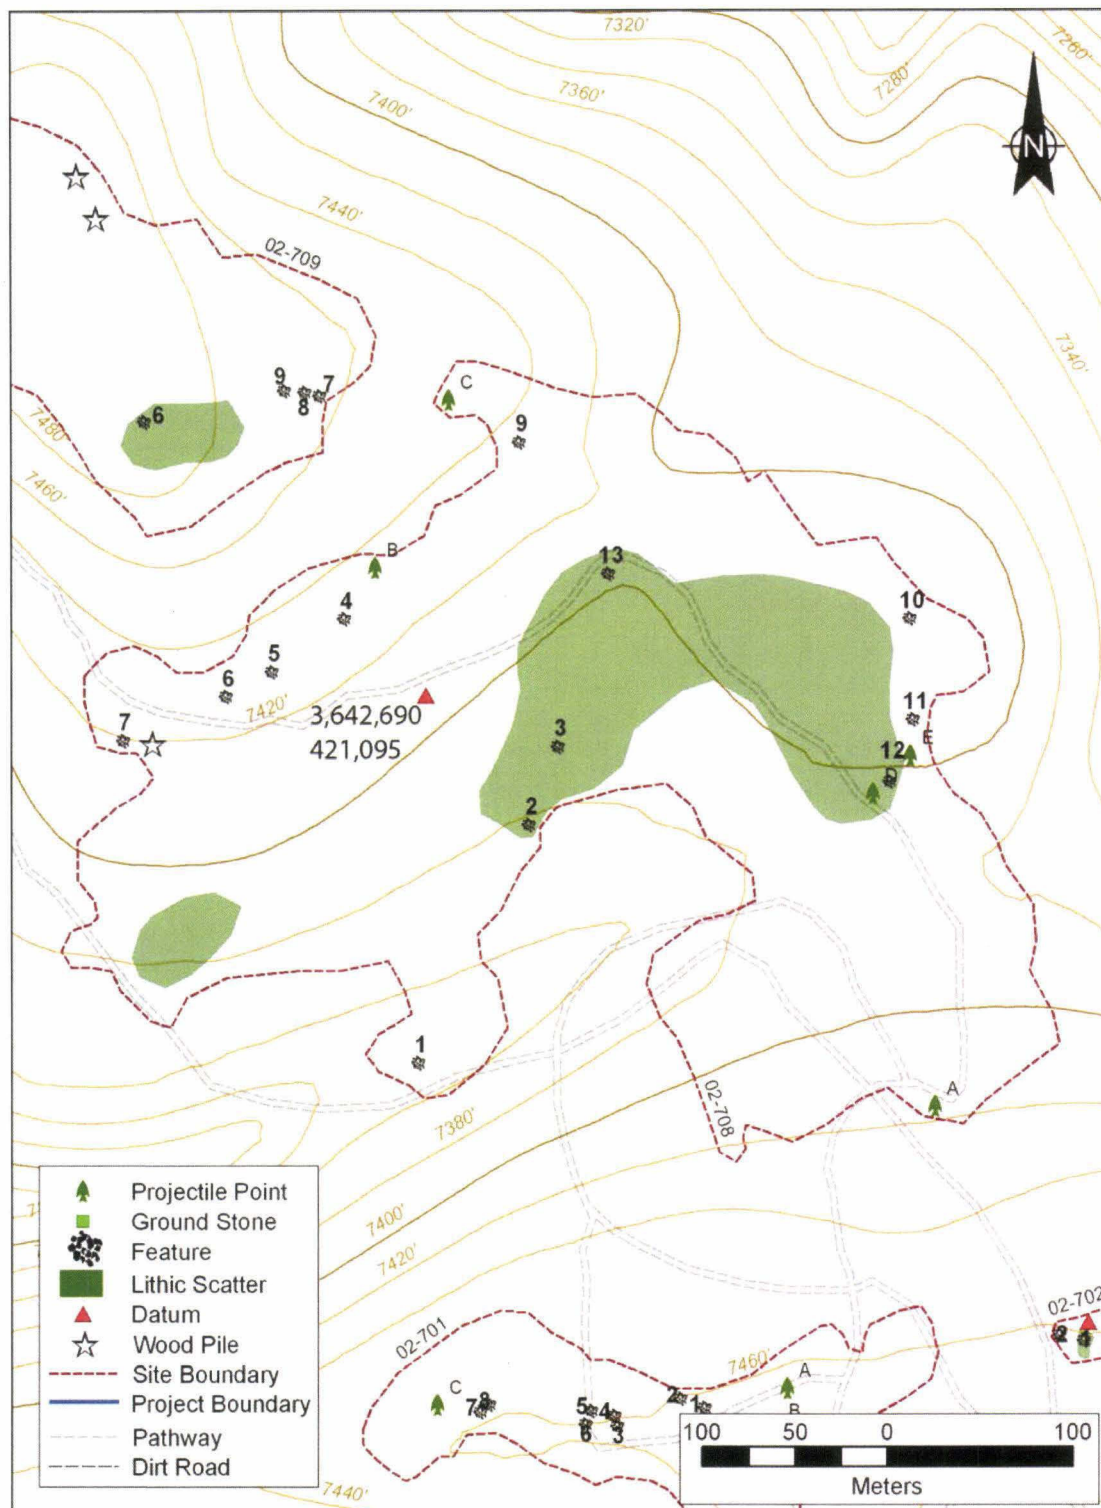 7320'
7260'
7280'
7360'
7400'
N
7440'
02-709
7340'
C
9
7
8
6
9
7480'
7460'
B
13
4
10
5
6
7420'
3,642,690
421,095
7
3
11
E
12
D
2
1
A
02-708
7380'
7400'
7420'
Projectile Point
Ground Stone
Feature
Lithic Scatter
Datum
Wood Pile
Site Boundary
Project Boundary
Pathway
Dirt Road
02-702
2
02-701
7460'
A
C
8
7
5
4
6
3
2
1
B
100
50
0
100
Meters
7440'